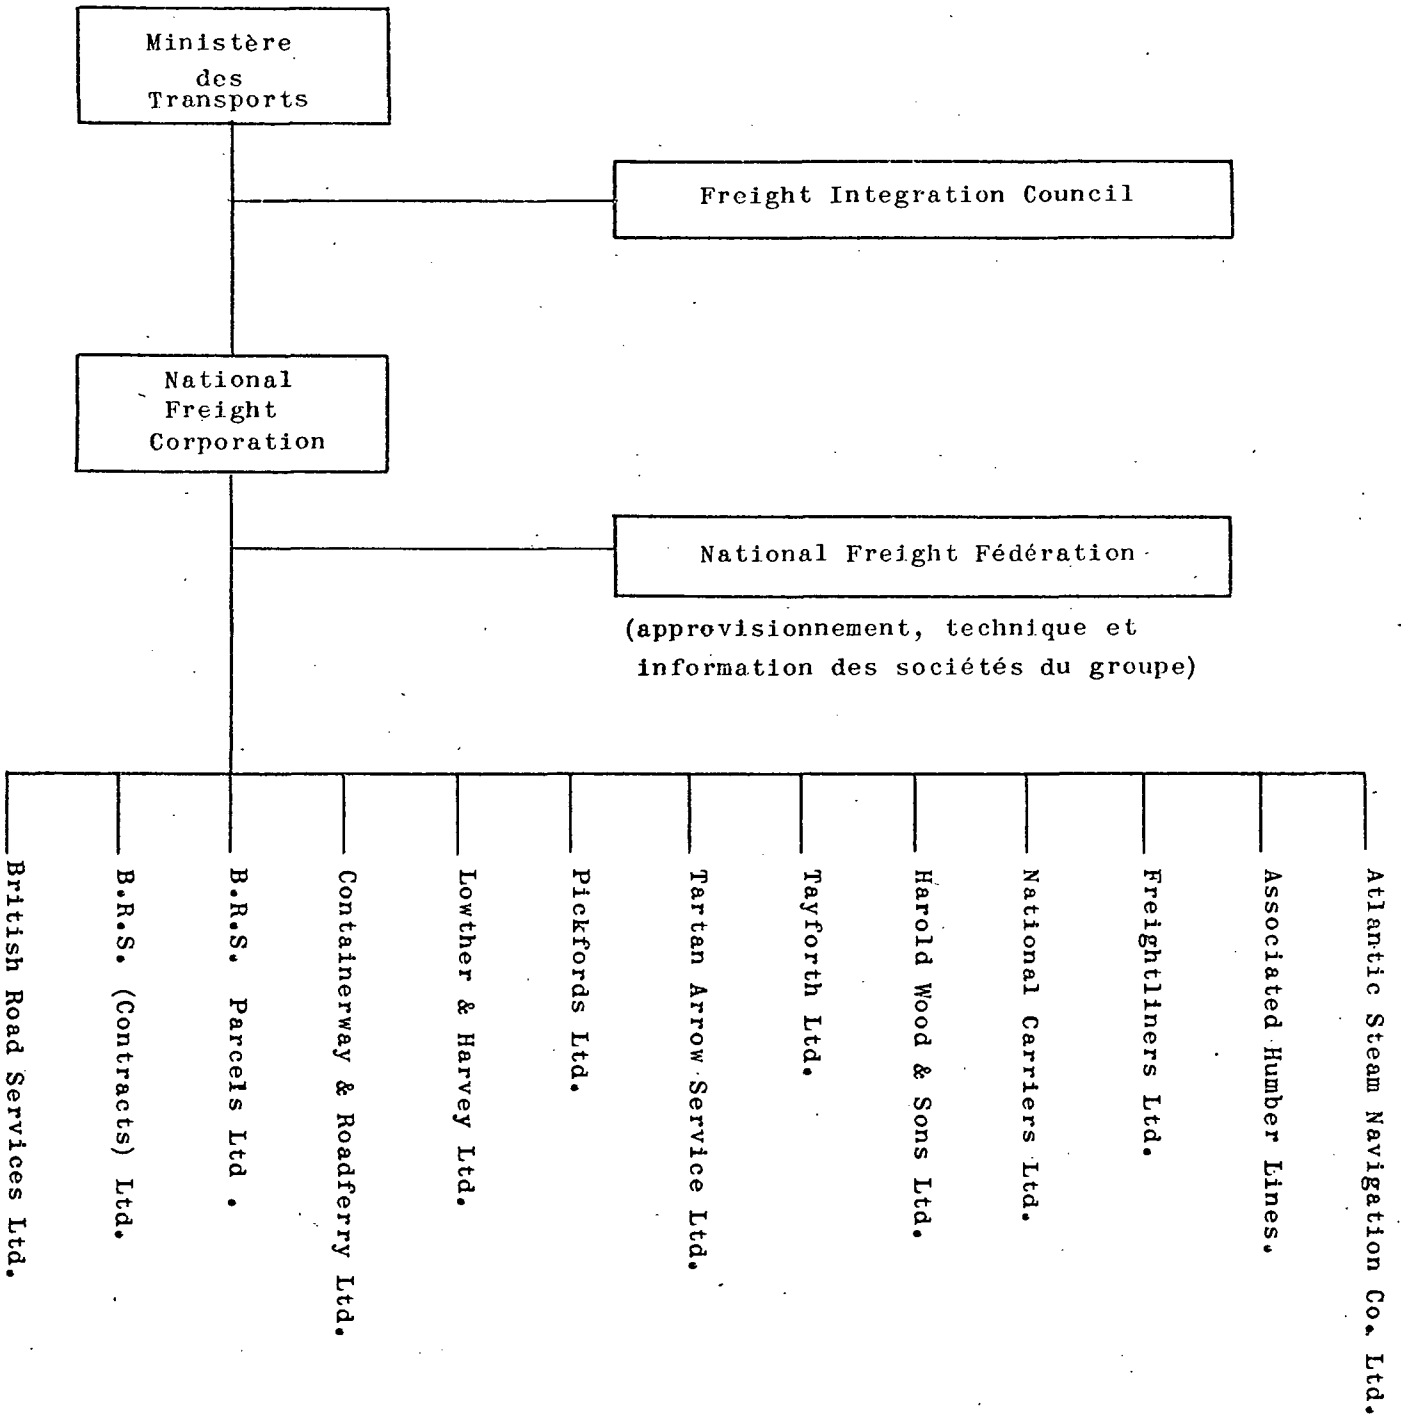 Ministère
des
Transports
Freight Integration Council
National
Freight
Corporation
National Freight Fédération
(approvisionnement, technique et
information des sociétés du groupe)
British Road Services Ltd.
B.R.S. (Contracts) Ltd.
B.R.S. Parcels Ltd .
Containerway & Roadferry Ltd.
Lowther & Harvey Ltd.
Pickfords Ltd.
Tartan Arrow Service Ltd.
Tayforth Ltd.
Harold Wood & Sons Ltd.
National Carriers Ltd.
Freightliners Ltd.
Associated Humber Lines.
Atlantic Steam Navigation Co. Ltd.